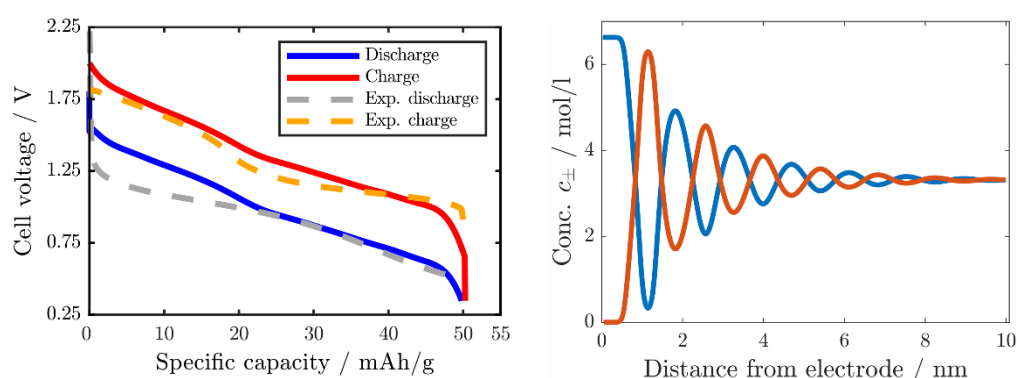 2.25
1.75
1.25
0.75
0.25
Cell voltage / V
Discharge
Charge
Exp. discharge
Exp. charge
0 10 20 30 40 50 55
Specific capacity / mAh/g
6
4
2
0
Conc. c± / mol/l
0 2 4 6 8 10
Distance from electrode / nm